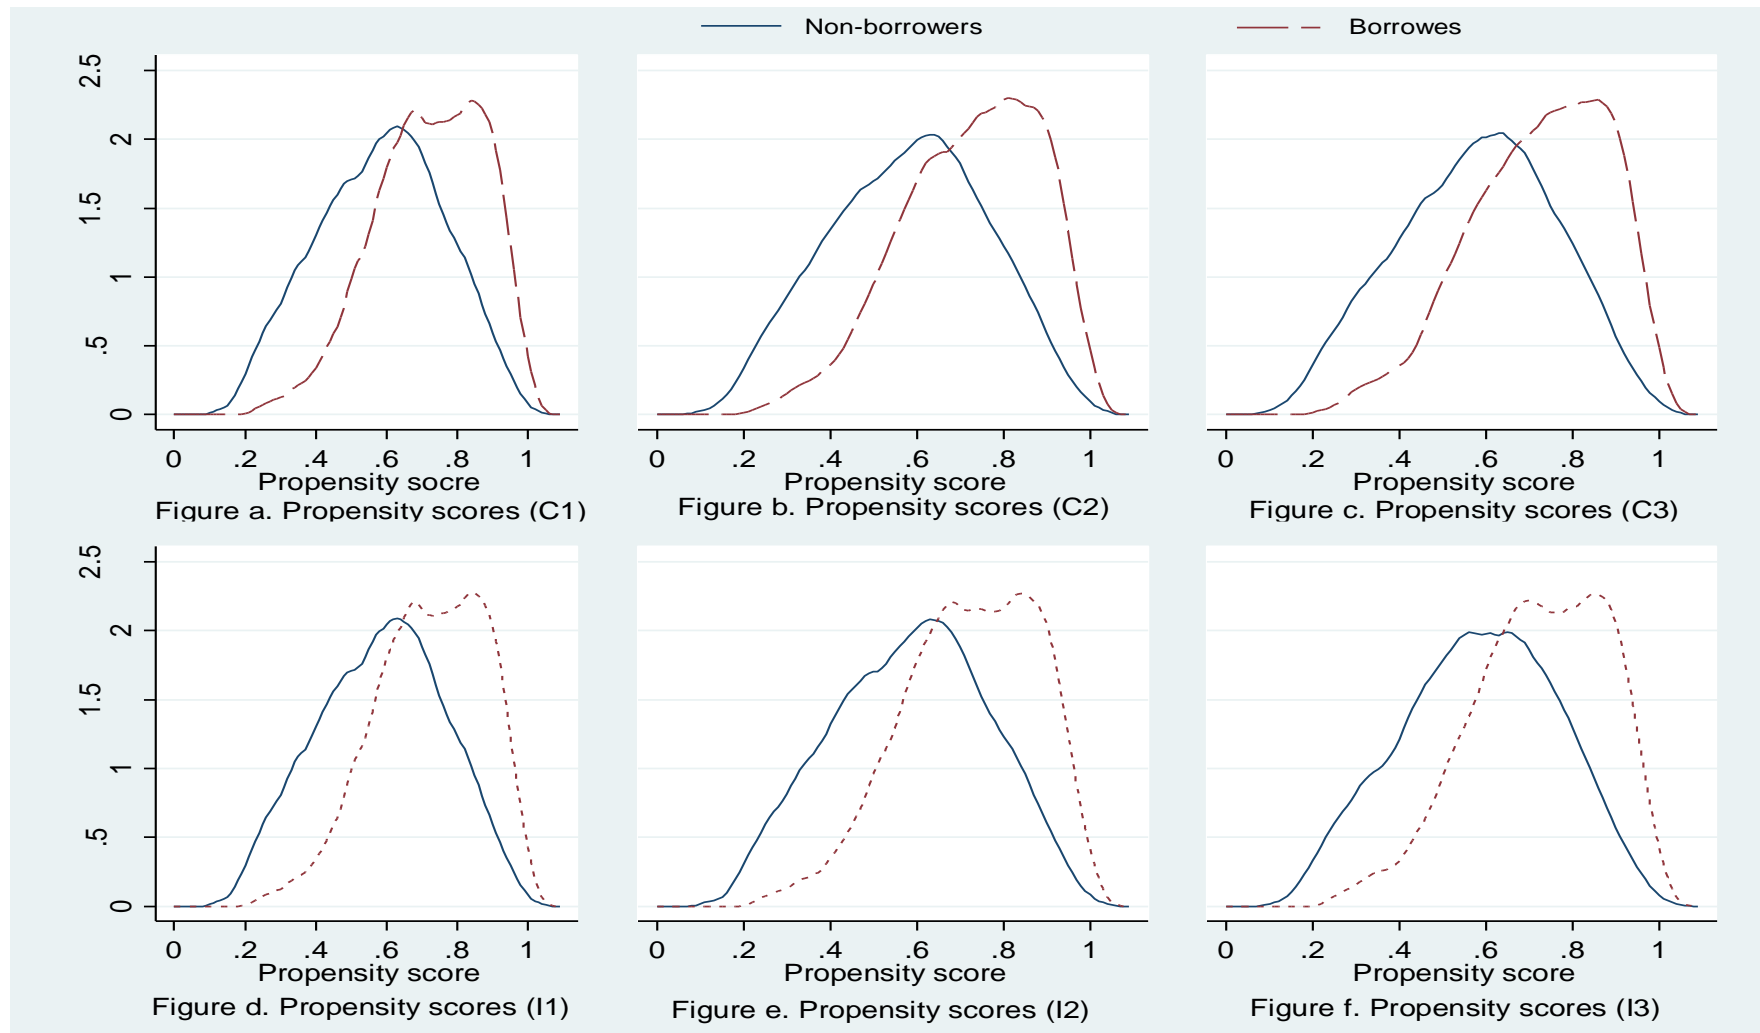 Non-borrowers Borrowes
2.5
2
1.5
1
.5
0
0 .2 .4 .6 .8 1
Propensity socre
Figure a. Propensity scores (C1)
0 .2 .4 .6 .8 1
Propensity score
Figure b. Propensity scores (C2)
0 .2 .4 .6 .8 1
Propensity score
Figure c. Propensity scores (C3)
2.5
2
1.5
1
.5
0
0 .2 .4 .6 .8 1
Propensity score
Figure d. Propensity scores (I1)
0 .2 .4 .6 .8 1
Propensity score
Figure e. Propensity scores (I2)
0 .2 .4 .6 .8 1
Propensity score
Figure f. Propensity scores (I3)